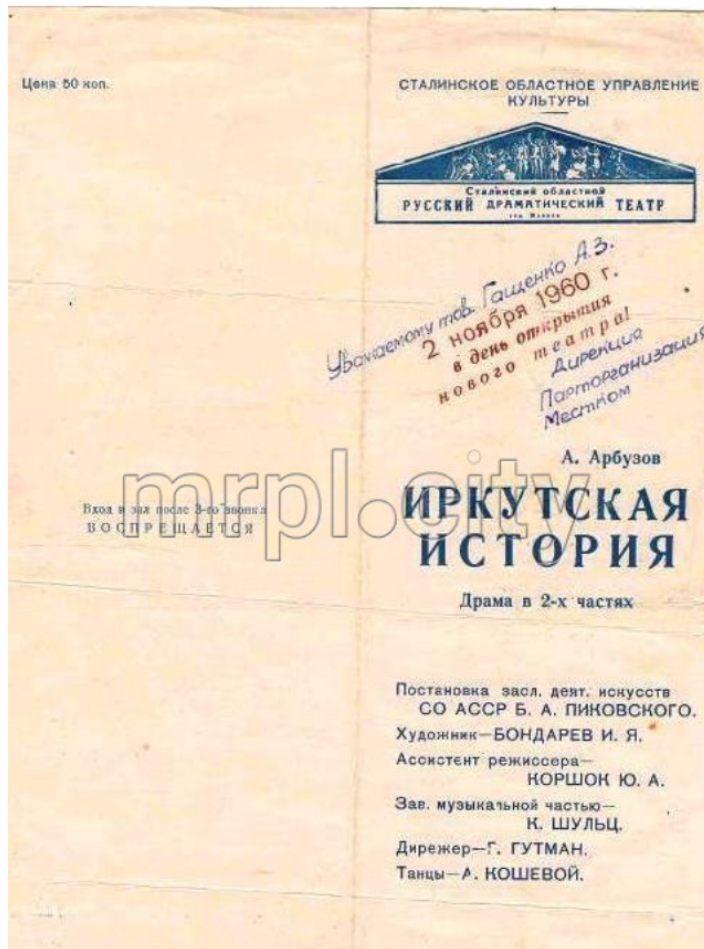 Цена 50 коп.
Вход в зал после 3-го звонка
ВОСПРЕЩАЕТСЯ
СТАЛИНСКОЕ ОБЛАСТНОЕ УПРАВЛЕНИЕ
КУЛЬТУРЫ
Сталинский областной
РУССКИЙ ДРАМАТИЧЕСКИЙ ТЕАТР
Уважаемому тов. Гащенко А.З.
2 ноября 1960 г.
в день открытия
нового театра!
Дирекция
Парторганизация
Местком
А. Арбузов
ИРКУТСКАЯ
ИСТОРИЯ
Драма в 2-х частях
Постановка засл. деят. искусств
СО АССР Б. А. ПИКОВСКОГО.
Художник—БОНДАРЕВ И. Я.
Ассистент режиссера—
КОРШОК Ю. А.
Зав. музыкальной частью—
К. ШУЛЬЦ.
Дирежер—Г. ГУТМАН.
Танцы—А. КОШЕВОЙ.
mrpl.city